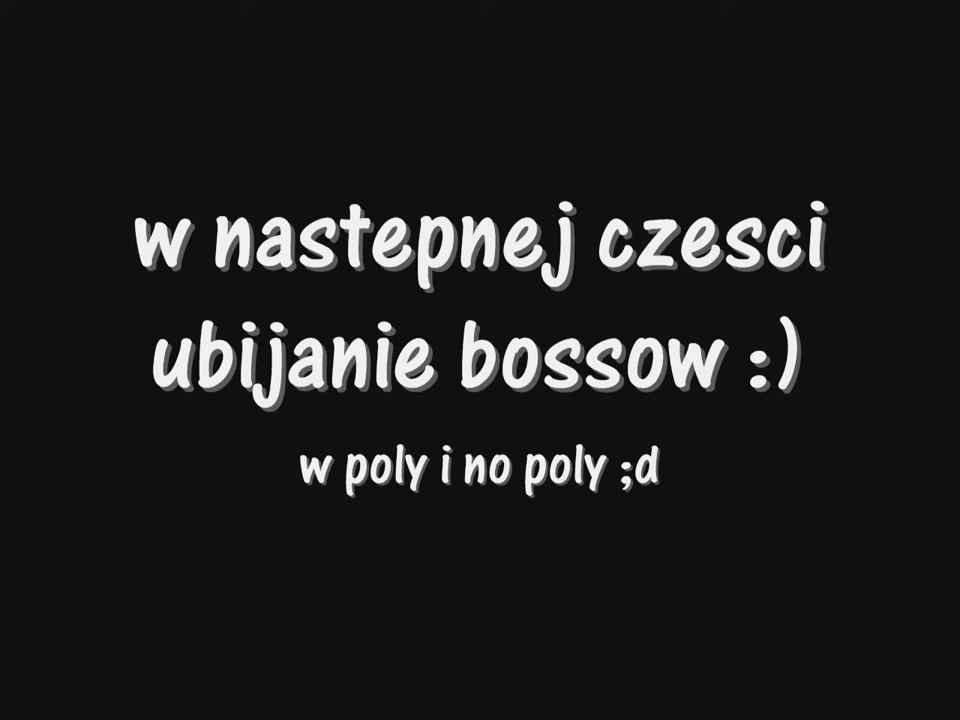 w nastepnej czesci
ubijanie bossow :)
w poly i no poly ;d